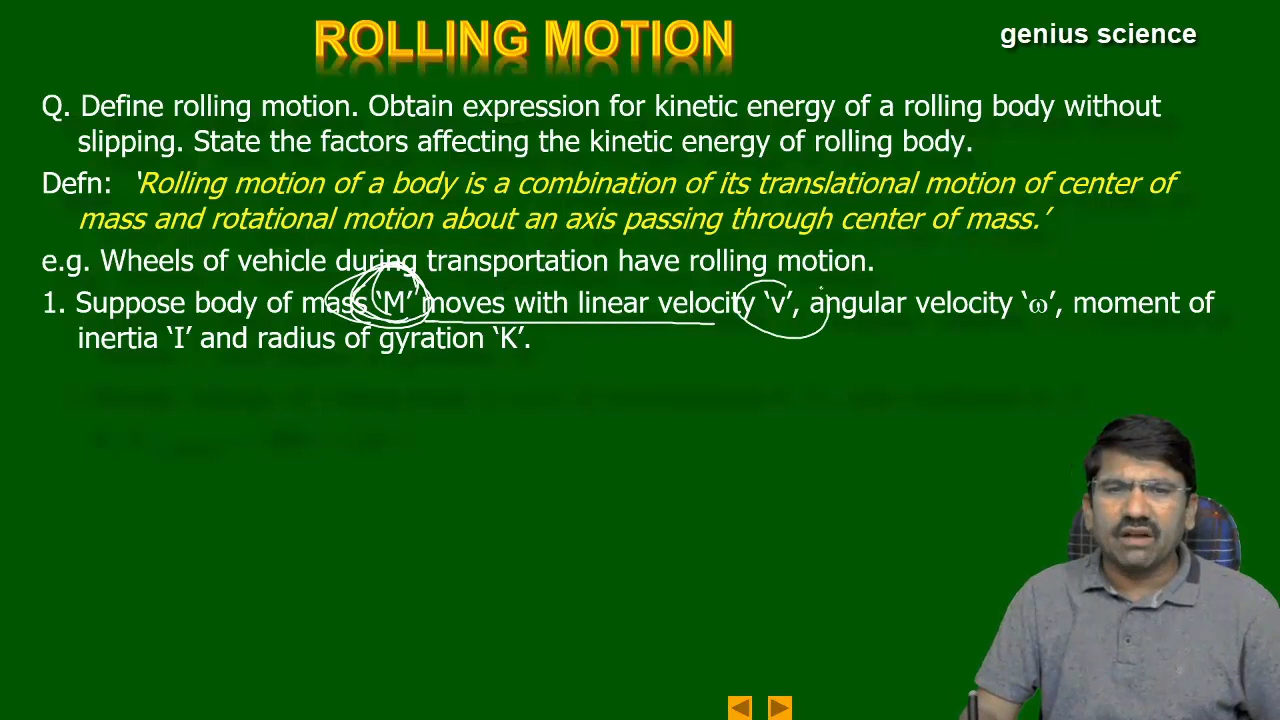 ROLLING MOTION
genius science
Q. Define rolling motion. Obtain expression for kinetic energy of a rolling body without
slipping. State the factors affecting the kinetic energy of rolling body.
Defn: ‘Rolling motion of a body is a combination of its translational motion of center of
mass and rotational motion about an axis passing through center of mass.’
e.g. Wheels of vehicle during transportation have rolling motion.
1. Suppose body of mass ‘M’ moves with linear velocity ‘v’, angular velocity ‘ω’, moment of
inertia ‘I’ and radius of gyration ‘K’.